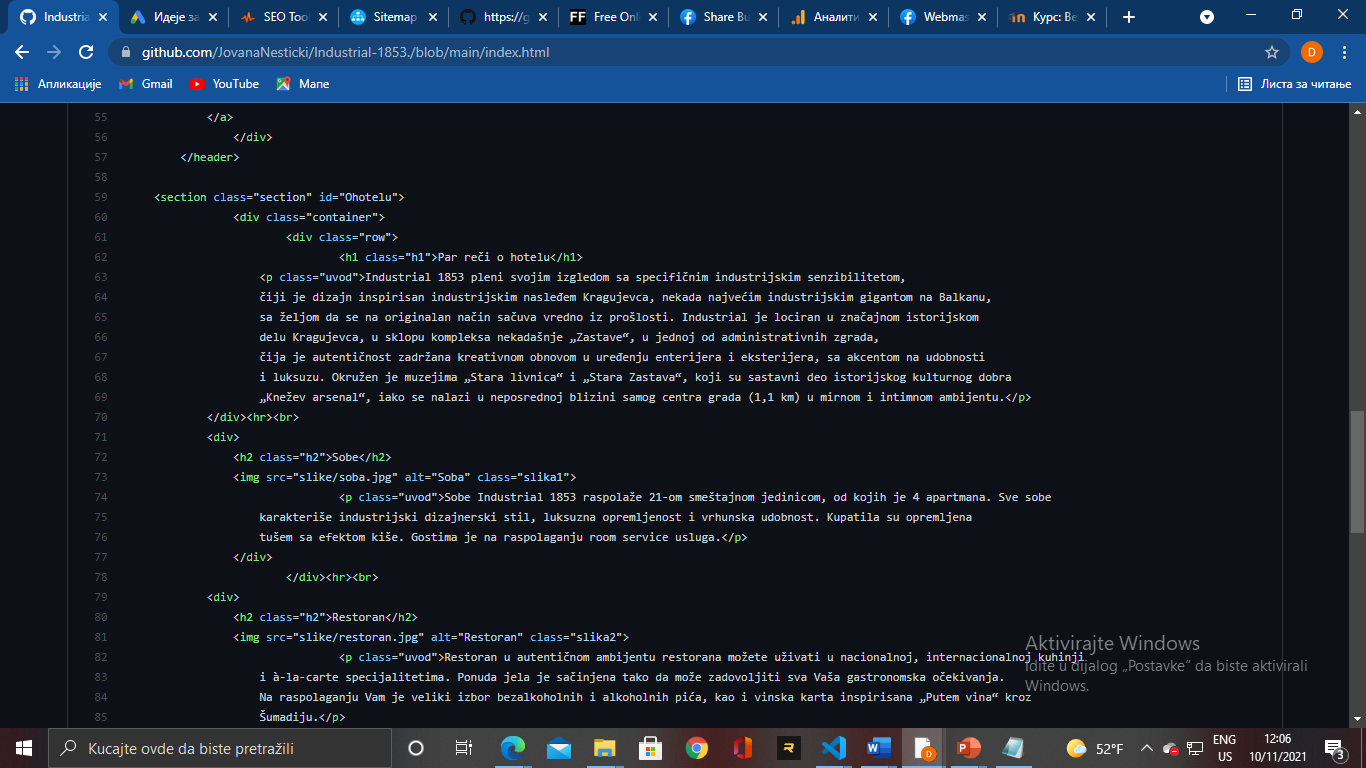 Industria
Идеје за
SEO Tool
Sitemap
https://g
Free Onl
Share Bu
Аналити
Webmas
Курс: Ве
github.com/JovanaNesticki/Industrial-1853./blob/main/index.html
D
Апликације
Gmail
YouTube
Мапе
Листа за читање
55 </a>
56 </div>
57 </header>
58
59 <section class="section" id="Ohotelu">
60 <div class="container">
61 <div class="row">
62 <h1 class="h1">Par reči o hotelu</h1>
63 <p class="uvod">Industrial 1853 pleni svojim izgledom sa specifičnim industrijskim senzibilitetom,
64 čiji je dizajn inspirisan industrijskim nasleđem Kragujevca, nekada najvećim industrijskim gigantom na Balkanu,
65 sa željom da se na originalan način sačuva vredno iz prošlosti. Industrial je lociran u značajnom istorijskom
66 delu Kragujevca, u sklopu kompleksa nekadašnje „Zastave“, u jednoj od administrativnih zgrada,
67 čija je autentičnost zadržana kreativnom obnovom u uređenju enterijera i eksterijera, sa akcentom na udobnosti
68 i luksuzu. Okružen je muzejima „Stara livnica“ i „Stara Zastava“, koji su sastavni deo istorijskog kulturnog dobra
69 „Knežev arsenal“, iako se nalazi u neposrednoj blizini samog centra grada (1,1 km) u mirnom i intimnom ambijentu.</p>
70 </div><hr><br>
71 <div>
72 <h2 class="h2">Sobe</h2>
73 <img src="slike/soba.jpg" alt="Soba" class="slika1">
74 <p class="uvod">Sobe Industrial 1853 raspolaže 21-om smeštajnom jedinicom, od kojih je 4 apartmana. Sve sobe
75 karakteriše industrijski dizajnerski stil, luksuzna opremljenost i vrhunska udobnost. Kupatila su opremljena
76 tušem sa efektom kiše. Gostima je na raspolaganju room service usluga.</p>
77 </div>
78 </div><hr><br>
79 <div>
80 <h2 class="h2">Restoran</h2>
81 <img src="slike/restoran.jpg" alt="Restoran" class="slika2">
82 <p class="uvod">Restoran u autentičnom ambijentu restorana možete uživati u nacionalnoj, internacionalnoj kuhinji
83 i à-la-carte specijalitetima. Ponuda jela je sačinjena tako da može zadovoljiti sva Vaša gastronomska očekivanja.
84 Na raspolaganju Vam je veliki izbor bezalkoholnih i alkoholnih pića, kao i vinska karta inspirisana „Putem vina“ kroz
85 Šumadiju.</p>
Aktivirajte Windows
Idite u dijalog „Postavke“ da biste aktivirali
Windows.
Kucajte ovde da biste pretražili
52°F
ENG
US
12:06
10/11/2021
3